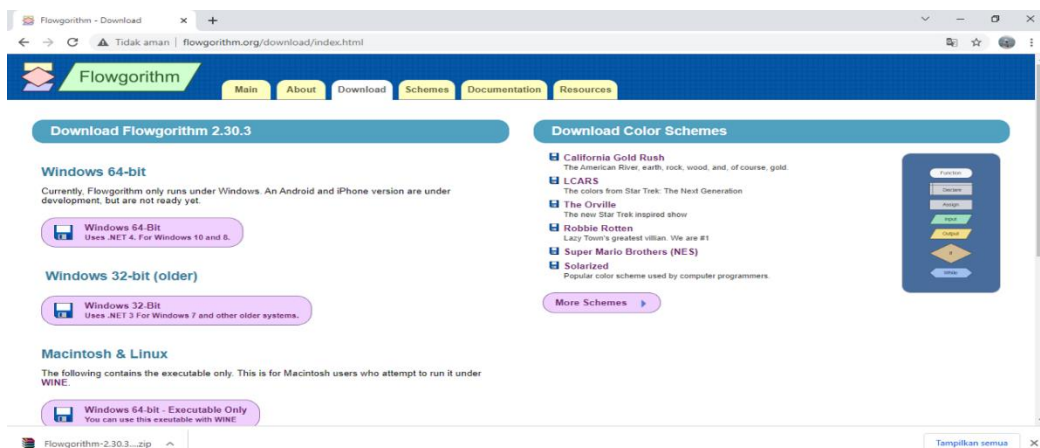 Flowgorithm - Download
Tidak aman | flowgorithm.org/download/index.html
Flowgorithm
Main About Download Schemes Documentation Resources
Download Flowgorithm 2.30.3
Windows 64-bit
Currently, Flowgorithm only runs under Windows. An Android and iPhone version are under
development, but are not ready yet.
Windows 64-Bit
Uses .NET 4. For Windows 10 and 8.
Windows 32-bit (older)
Windows 32-Bit
Uses .NET 3 For Windows 7 and other older systems.
Macintosh & Linux
The following contains the executable only. This is for Macintosh users who attempt to run it under
WINE.
Windows 64-bit - Executable Only
You can use this exeutable with WINE
Download Color Schemes
California Gold Rush
The American River, earth, rock, wood, and, of course, gold.
LCARS
The colors from Star Trek: The Next Generation
The Orville
The new Star Trek inspired show
Robbie Rotten
Lazy Town's greatest villian. We are #1
Super Mario Brothers (NES)
Solarized
Popular color scheme used by computer programmers.
More Schemes
Function
Declare
Assign
Input
Output
If
While
Flowgorithm-2.30.3....zip
Tampilkan semua